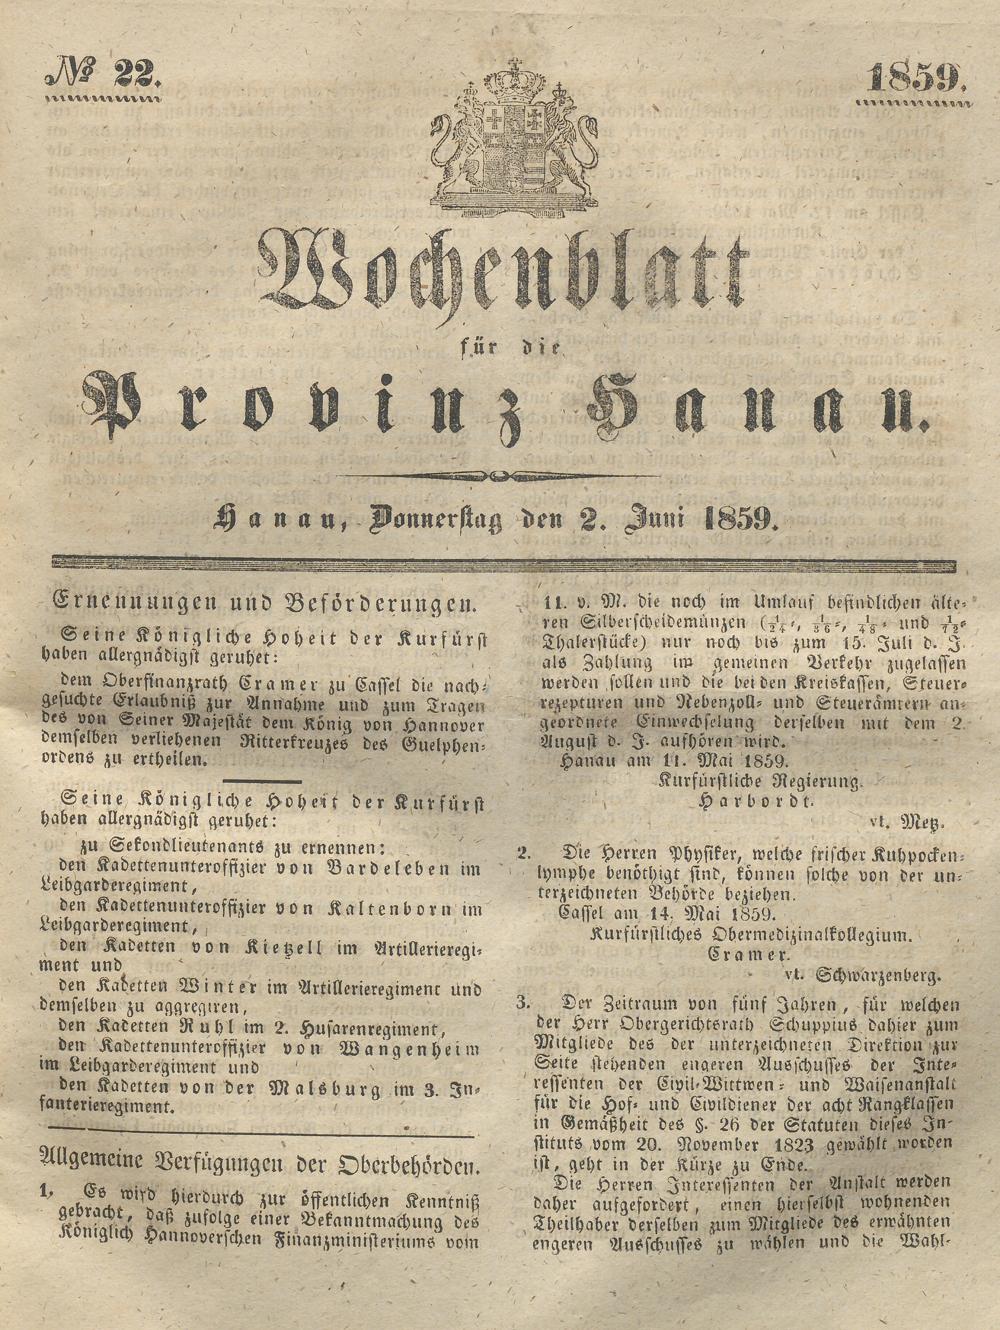 № 22.
1859.
Wochenblatt
für die
Provinz Hanau.
Hanau, Donnerstag den 2. Juni 1859.
Ernennungen und Beförderungen.
Seine Königliche Hoheit der Kurfürst
haben allergnädigst geruhet:
dem Oberfinanzrath Cramer zu Cassel die nach-
gesuchte Erlaubniß zur Annahme und zum Tragen
des von Seiner Majestät dem König von Hannover
demselben verliehenen Ritterkreuzes des Guelphen-
ordens zu ertheilen.
Seine Königliche Hoheit der Kurfürst
haben allergnädigst geruhet:
zu Sekondlieutenants zu ernennen:
den Kadettenunteroffizier von Bardeleben im
Leibgarderegiment,
den Kadettenunteroffizier von Kaltenborn im
Leibgarderegiment,
den Kadetten von Kietzell im Artillerieregi-
ment und
den Kadetten Winter im Artillerieregiment und
demselben zu aggregiren,
den Kadetten Ruhl im 2. Husarenregiment,
den Kadettenunteroffizier von Wangenheim
im Leibgarderegiment und
den Kadetten von der Malsburg im 3. In-
fanterieregiment.
Allgemeine Verfügungen der Oberbehörden.
1, Es wird hierdurch zur öffentlichen Kenntniß
gebracht, daß zufolge einer Bekanntmachung des
Königlich Hannoverschen Finanzministeriums vom
11. v. M. die noch im Umlauf befindlichen älte-
ren Silberscheidemünzen (1/24-, 1/36-, 1/48- und 1/72-
Thalerstücke) nur noch bis zum 15. Juli d. J.
als Zahlung im gemeinen Verkehr zugelassen
werden sollen und die bei den Kreiskassen, Steuer-
rezepturen und Nebenzoll- und Steuerämtern an-
geordnete Einwechselung derselben mit dem 2.
August d. J. aufhören wird.
Hanau am 11. Mai 1859.
Kurfürstliche Regierung.
Harbordt.
vt. Metz.
2. Die Herren Physiker, welche frischer Kuhpocken-
lymphe benöthigt sind, können solche von der un-
terzeichneten Behörde beziehen.
Cassel am 14. Mai 1859.
Kurfürstliches Obermedizinalkollegium.
Cramer.
vt. Schwarzenberg.
3. Der Zeitraum von fünf Jahren, für welchen
der Herr Obergerichtsrath Schuppius dahier zum
Mitgliede des der unterzeichneten Direktion zur
Seite stehenden engeren Ausschusses der Inte-
ressenten der Civil-Wittwen- und Waisenanstalt
für die Hof- und Civildiener der acht Rangklassen
in Gemäßheit des §. 26 der Statuten dieses In-
stituts vom 20. November 1823 gewählt worden
ist, geht in der Kürze zu Ende.
Die Herren Interessenten der Anstalt werden
daher aufgefordert, einen hierselbst wohnenden
Theilhaber derselben zum Mitgliede des erwähnten
engeren Ausschusses zu wählen und die Wahl-